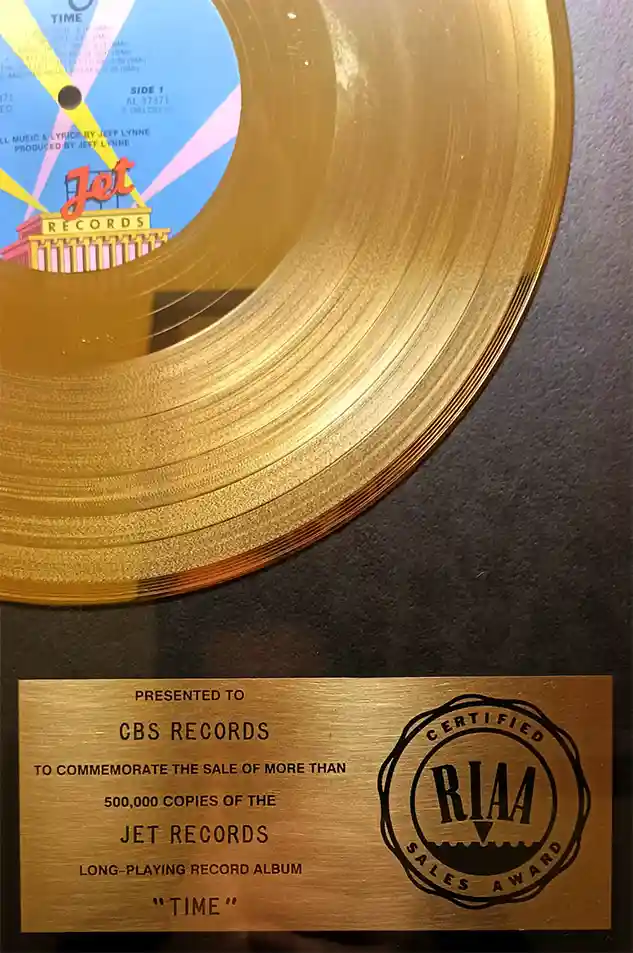 TIME
SIDE 1
ALL MUSIC & LYRICS BY JEFF LYNNE
PRODUCED BY JEFF LYNNE
Jet
RECORDS
PRESENTED TO
CBS RECORDS
TO COMMEMORATE THE SALE OF MORE THAN
500,000 COPIES OF THE
JET RECORDS
LONG-PLAYING RECORD ALBUM
"TIME"
CERTIFIED
RIAA
SALES AWARD